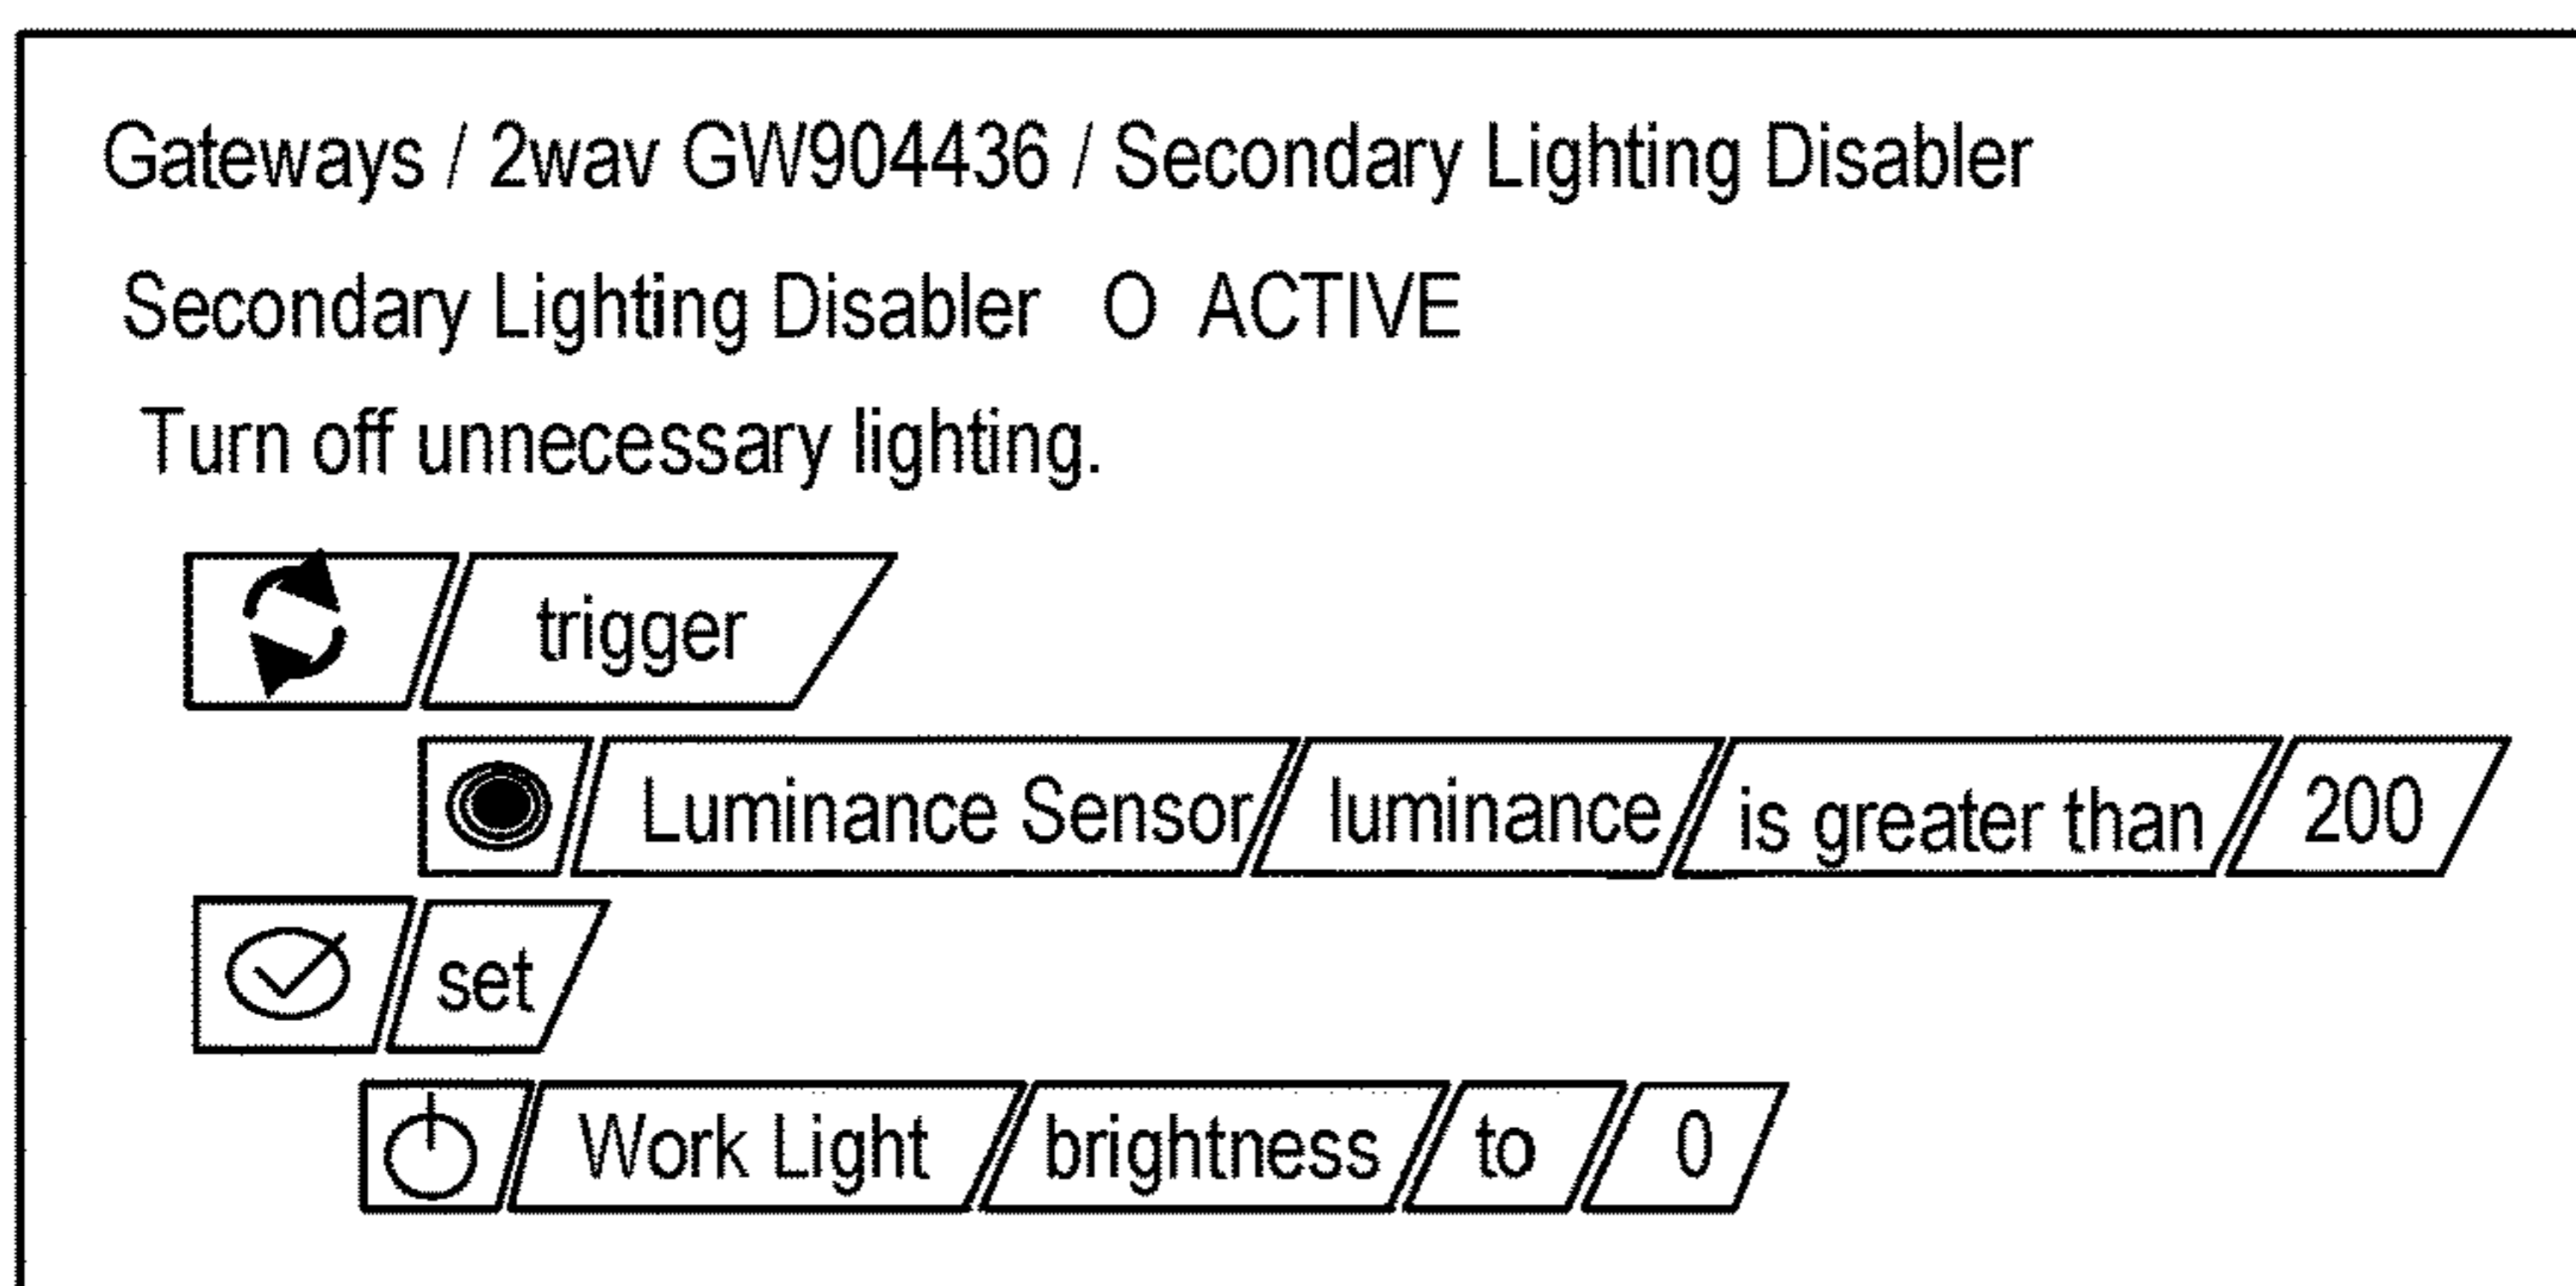 Gateways / 2wav GW904436 / Secondary Lighting Disabler
Secondary Lighting Disabler O ACTIVE
Turn off unnecessary lighting.
trigger
Luminance Sensor luminance is greater than 200
set
Work Light brightness to 0